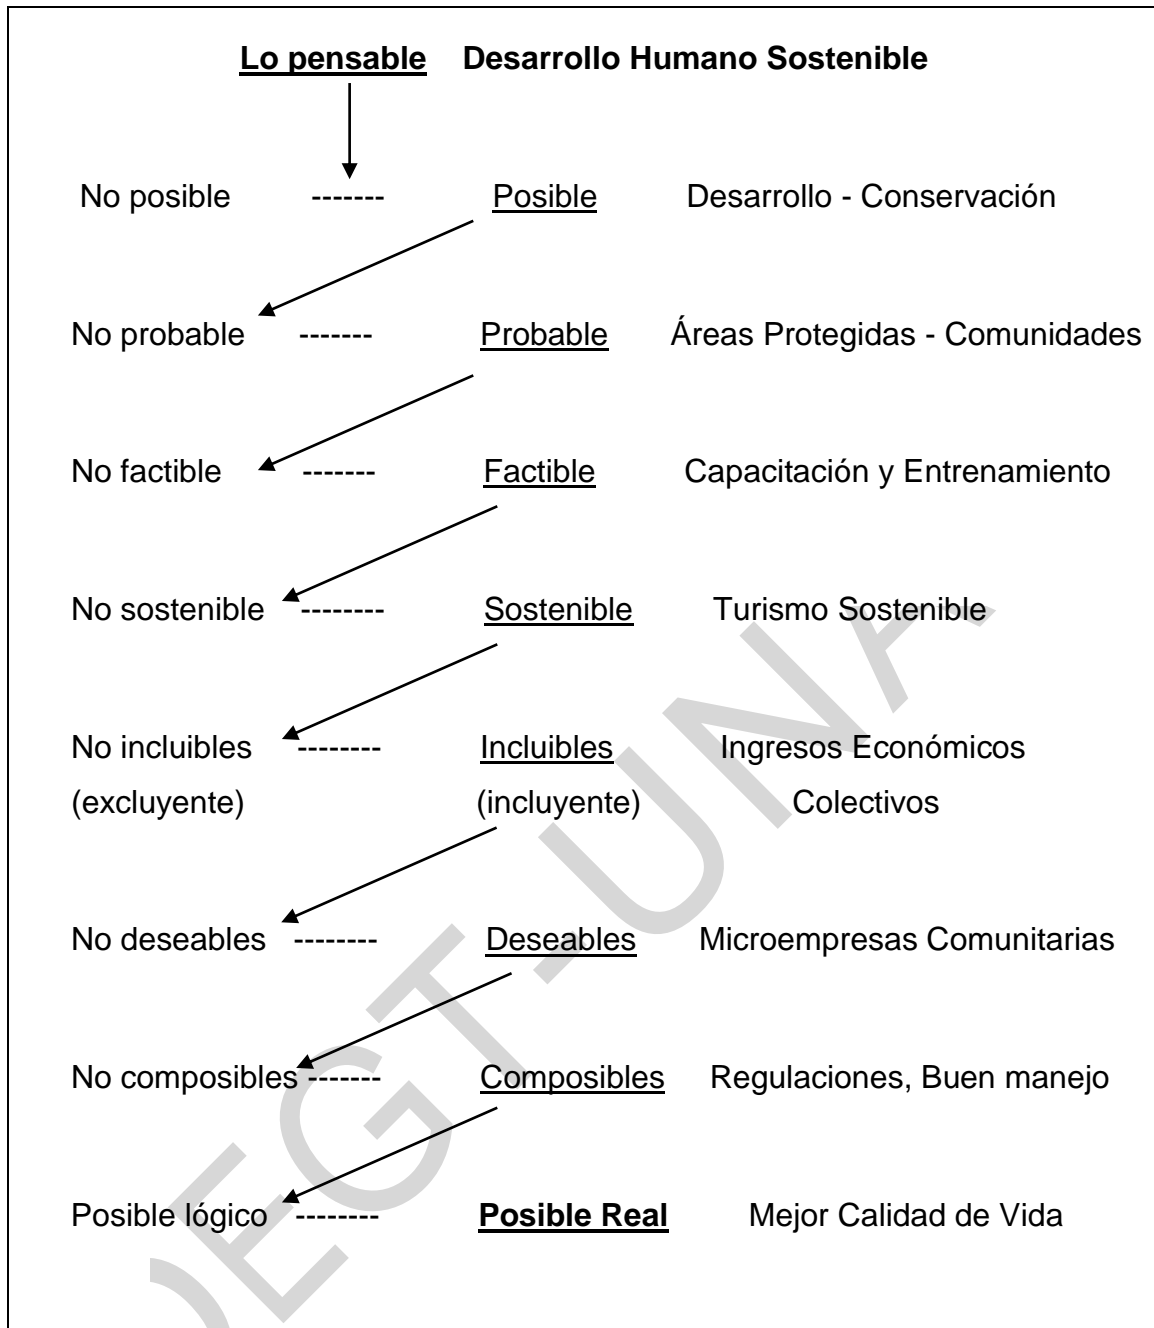 Lo pensable Desarrollo Humano Sostenible
No posible ------- Posible Desarrollo - Conservación
No probable ------- Probable Áreas Protegidas - Comunidades
No factible ------- Factible Capacitación y Entrenamiento
No sostenible -------- Sostenible Turismo Sostenible
No incluibles -------- Incluibles Ingresos Económicos
(excluyente) (incluyente) Colectivos
No deseables -------- Deseables Microempresas Comunitarias
No composibles ------- Composibles Regulaciones, Buen manejo
Posible lógico -------- Posible Real Mejor Calidad de Vida
DEGT-UNA